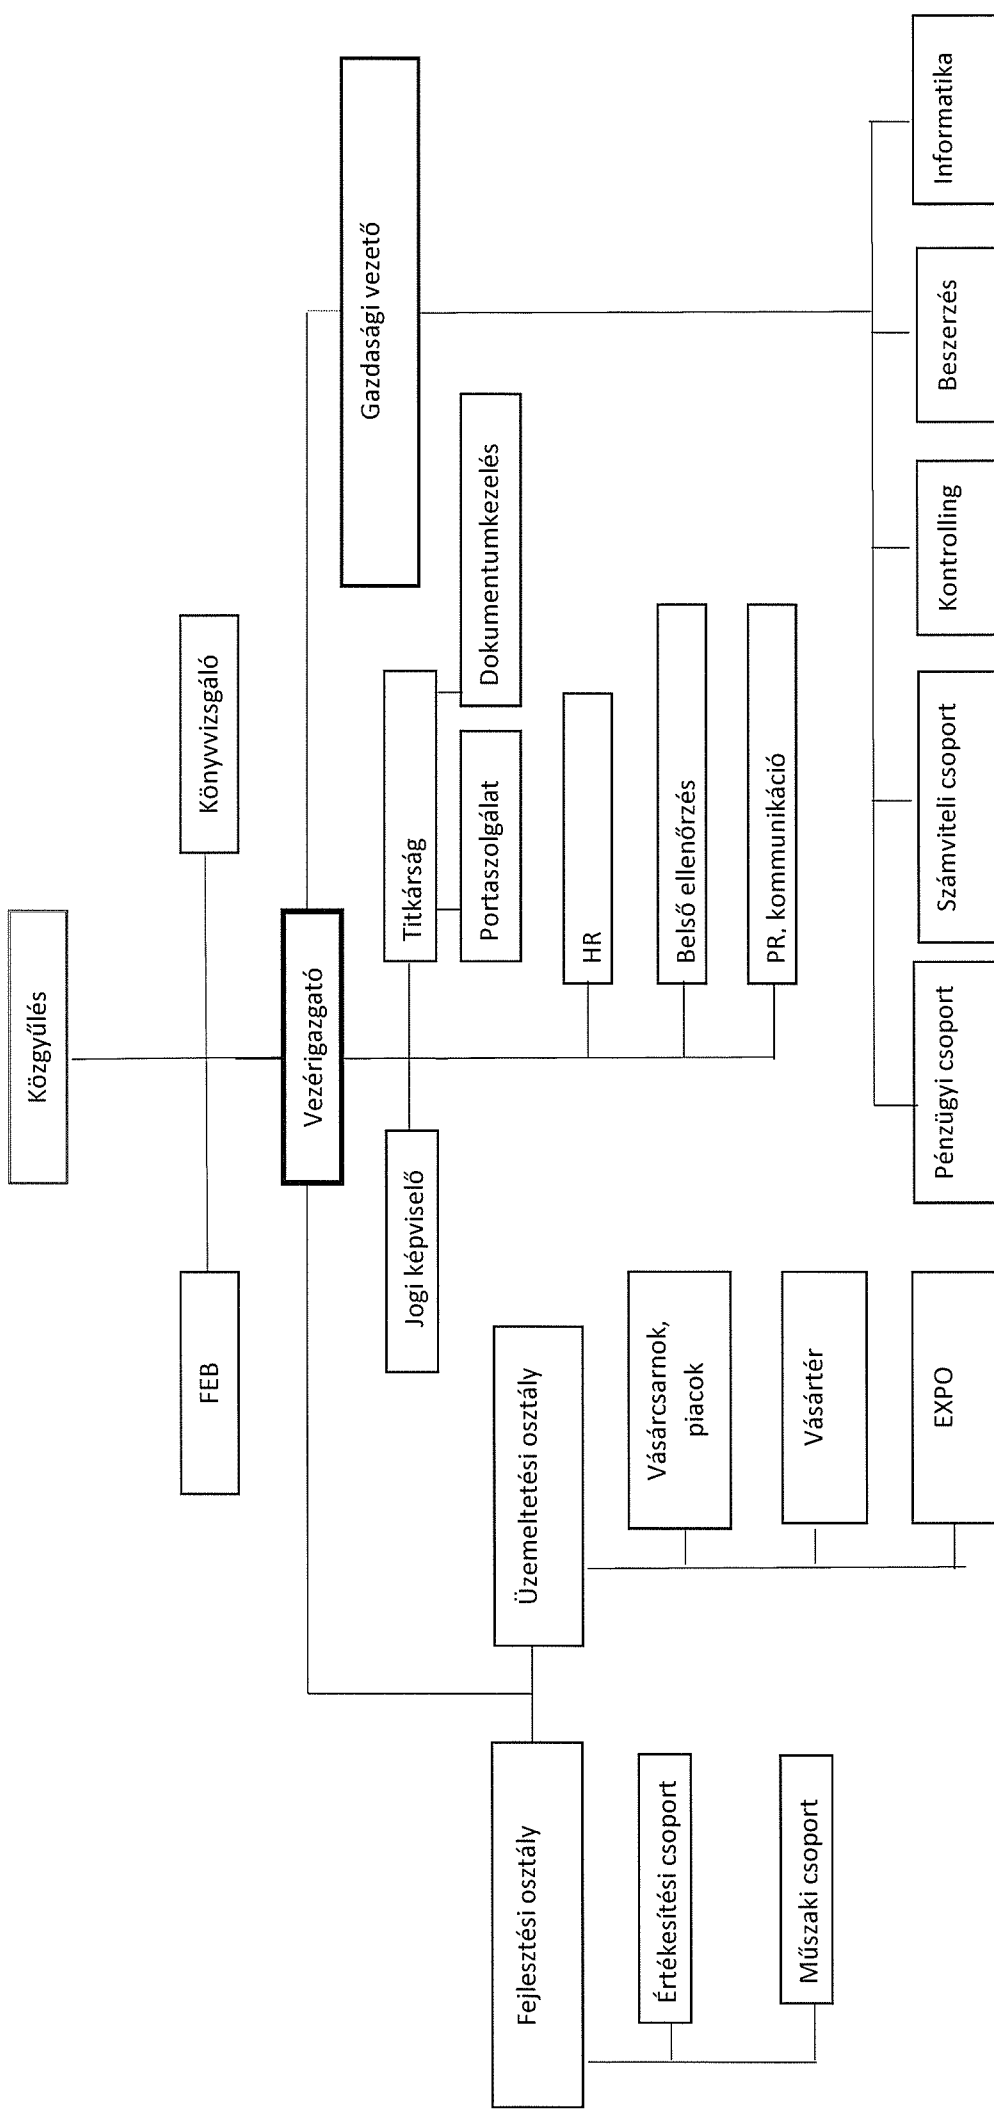 Közgyűlés
FEB
Könyvvizsgáló
Vezérigazgató
Gazdasági vezető
Jogi képviselő
Titkárság
Portaszolgálat
Dokumentumkezelés
HR
Belső ellenőrzés
PR, kommunikáció
Fejlesztési osztály
Értékesítési csoport
Műszaki csoport
Üzemeltetési osztály
Vásárcsarnok,
piacok
Vásártér
EXPO
Pénzügyi csoport
Számviteli csoport
Kontrolling
Beszerzés
Informatika